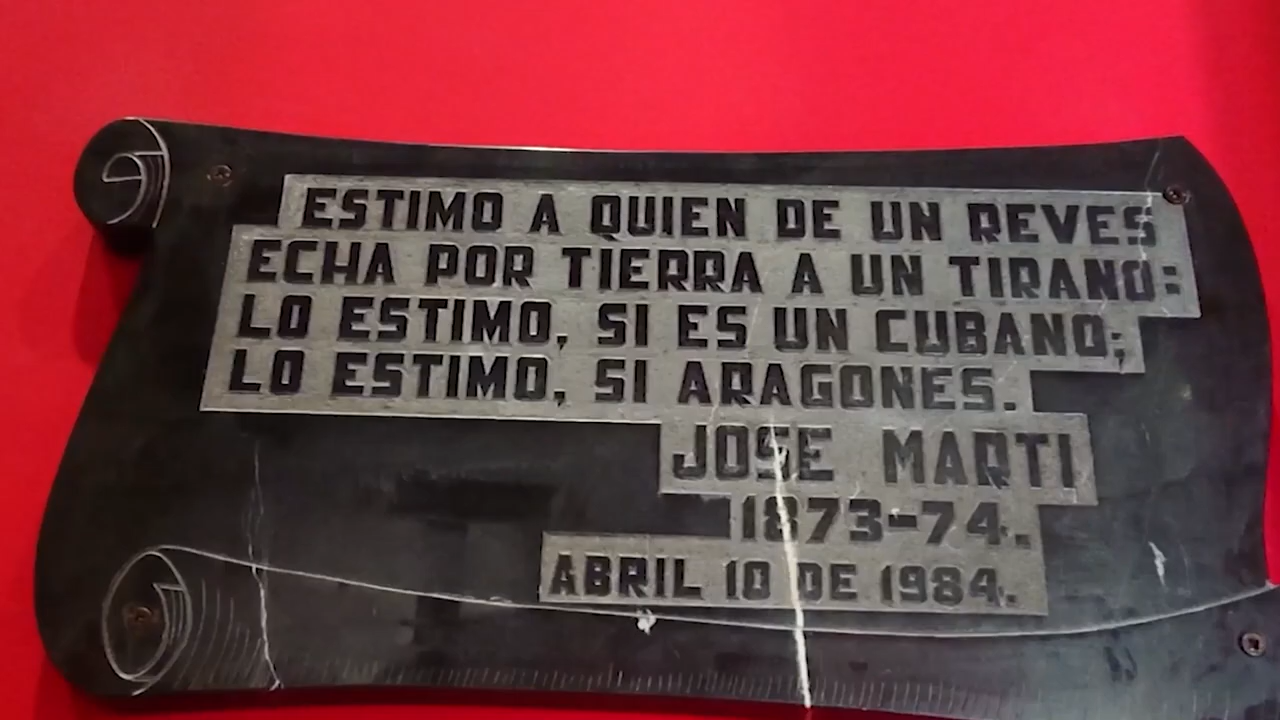 ESTIMO A QUIEN DE UN REVES
ECHA POR TIERRA A UN TIRANO:
LO ESTIMO, SI ES UN CUBANO;
LO ESTIMO, SI ARAGONES.
JOSE MARTI
1873-74.
ABRIL 10 DE 1984.